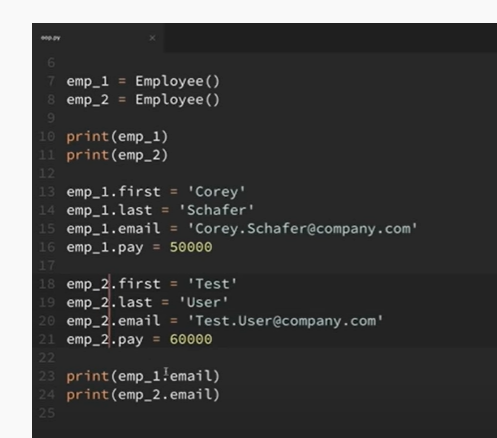 oop.py ×
6
7 emp_1 = Employee()
8 emp_2 = Employee()
9
10 print(emp_1)
11 print(emp_2)
12
13 emp_1.first = 'Corey'
14 emp_1.last = 'Schafer'
15 emp_1.email = 'Corey.Schafer@company.com'
16 emp_1.pay = 50000
17
18 emp_2.first = 'Test'
19 emp_2.last = 'User'
20 emp_2.email = 'Test.User@company.com'
21 emp_2.pay = 60000
22
23 print(emp_1.email)
24 print(emp_2.email)
25